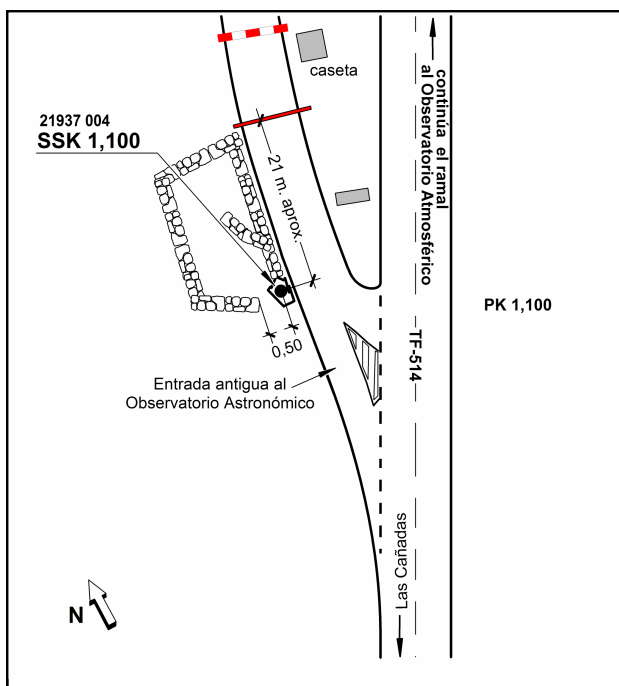 caseta
continúa el ramal
al Observatorio Atmosférico
21937 004
SSK 1,100
21 m. aprox.
PK 1,100
TF-514
0,50
Entrada antigua al
Observatorio Astronómico
Las Cañadas
N